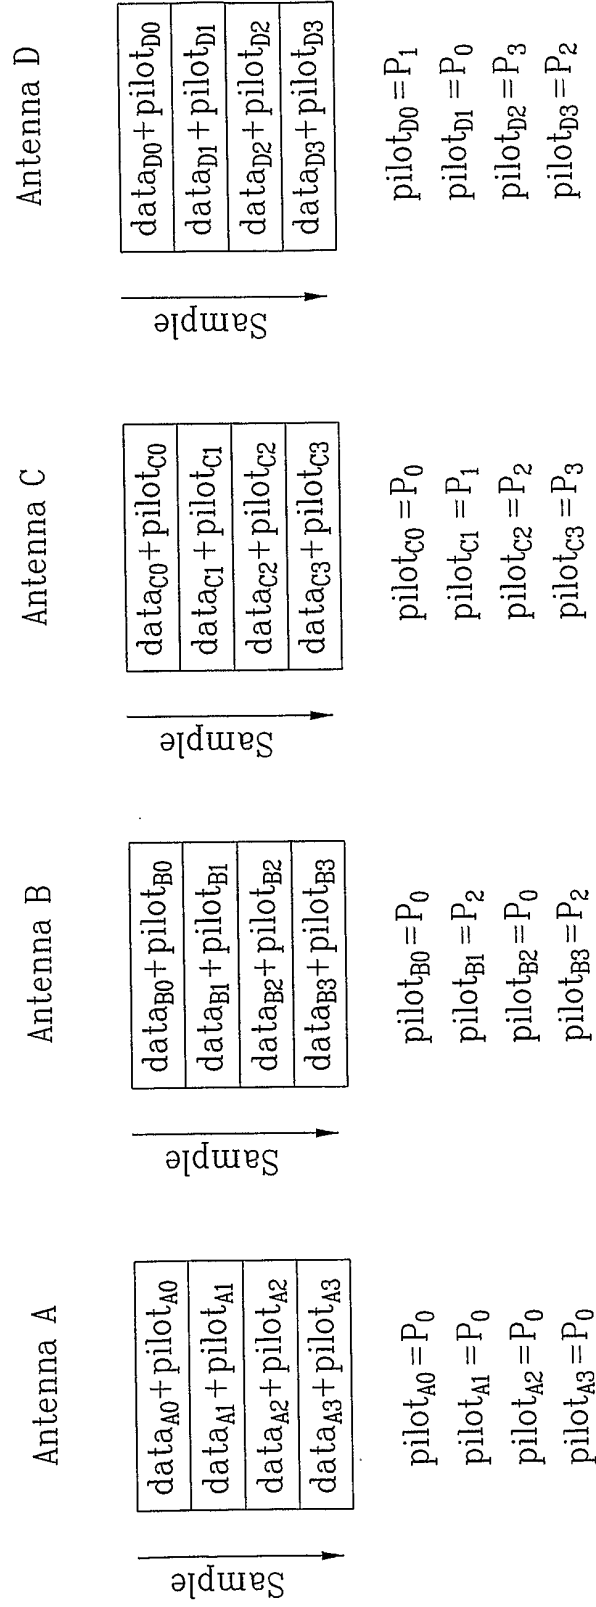 Antenna A
Sample
data_A0+pilot_A0
data_A1+pilot_A1
data_A2+pilot_A2
data_A3+pilot_A3
pilot_A0=P_0
pilot_A1=P_0
pilot_A2=P_0
pilot_A3=P_0
Antenna B
Sample
data_B0+pilot_B0
data_B1+pilot_B1
data_B2+pilot_B2
data_B3+pilot_B3
pilot_B0=P_0
pilot_B1=P_2
pilot_B2=P_0
pilot_B3=P_2
Antenna C
Sample
data_C0+pilot_C0
data_C1+pilot_C1
data_C2+pilot_C2
data_C3+pilot_C3
pilot_C0=P_0
pilot_C1=P_1
pilot_C2=P_2
pilot_C3=P_3
Antenna D
Sample
data_D0+pilot_D0
data_D1+pilot_D1
data_D2+pilot_D2
data_D3+pilot_D3
pilot_D0=P_1
pilot_D1=P_0
pilot_D2=P_3
pilot_D3=P_2